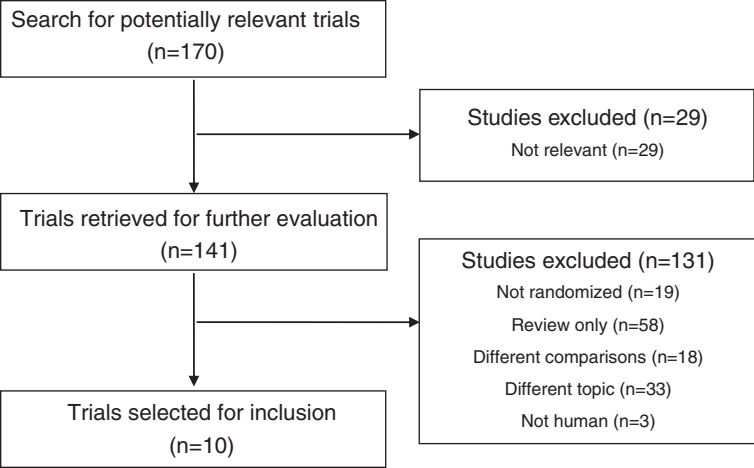 Search for potentially relevant trials
(n=170)
Studies excluded (n=29)
Not relevant (n=29)
Trials retrieved for further evaluation
(n=141)
Studies excluded (n=131)
Not randomized (n=19)
Review only (n=58)
Different comparisons (n=18)
Different topic (n=33)
Not human (n=3)
Trials selected for inclusion
(n=10)